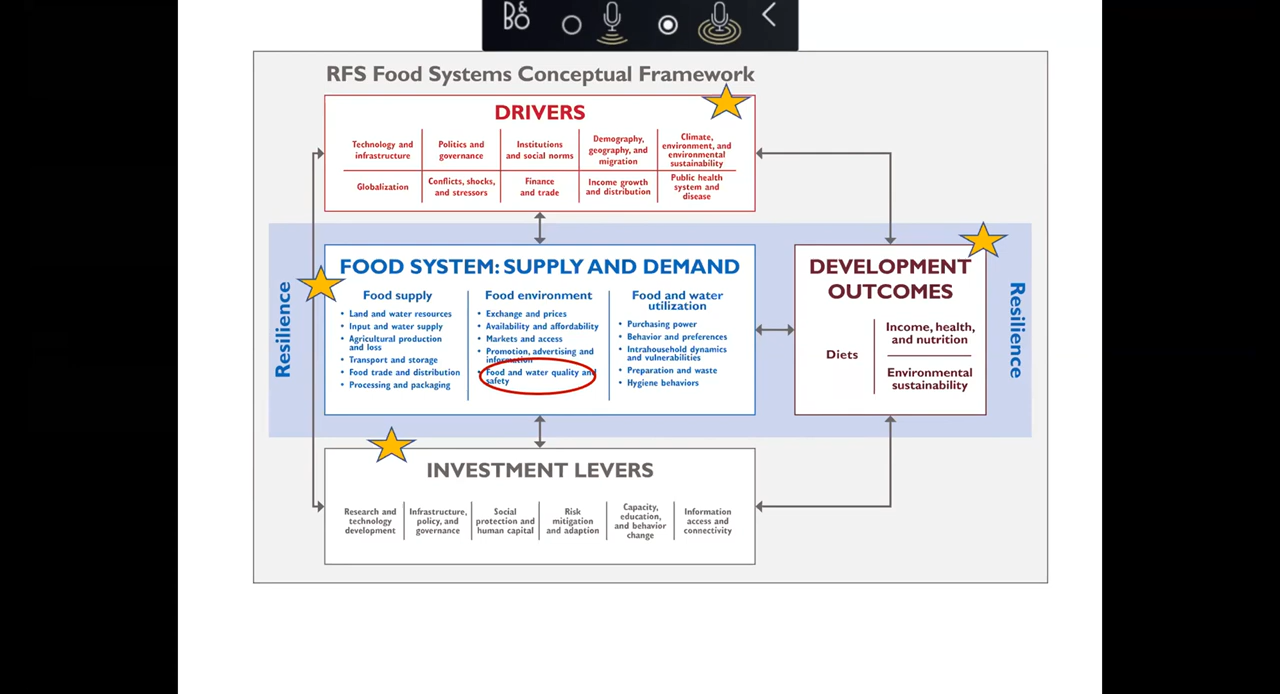 B&O
RFS Food Systems Conceptual Framework
DRIVERS
Technology and
infrastructure
Politics and
governance
Institutions
and social norms
Demography,
geography, and
migration
Climate,
environment, and
environmental
sustainability
Globalization
Conflicts, shocks,
and stressors
Finance
and trade
Income growth
and distribution
Public health
system and
disease
Resilience
FOOD SYSTEM: SUPPLY AND DEMAND
Food supply
• Land and water resources
• Input and water supply
• Agricultural production
and loss
• Transport and storage
• Food trade and distribution
• Processing and packaging
Food environment
• Exchange and prices
• Availability and affordability
• Markets and access
• Promotion, advertising and
information
• Food and water quality and
safety
Food and water
utilization
• Purchasing power
• Behavior and preferences
• Intrahousehold dynamics
and vulnerabilities
• Preparation and waste
• Hygiene behaviors
DEVELOPMENT
OUTCOMES
Diets
Income, health,
and nutrition
Environmental
sustainability
Resilience
INVESTMENT LEVERS
Research and
technology
development
Infrastructure,
policy, and
governance
Social
protection and
human capital
Risk
mitigation
and adaption
Capacity,
education,
and behavior
change
Information
access and
connectivity